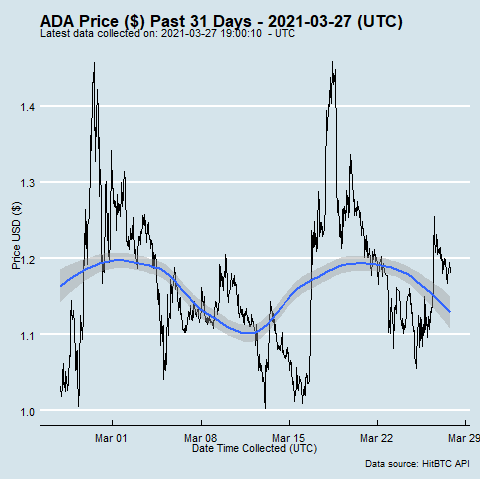 ADA Price ($) Past 31 Days - 2021-03-27 (UTC)
Latest data collected on: 2021-03-27 19:00:10 - UTC
1.4
1.3
1.2
1.1
1.0
Price USD ($)
Mar 01 Mar 08 Mar 15 Mar 22 Mar 29
Date Time Collected (UTC)
Data source: HitBTC API